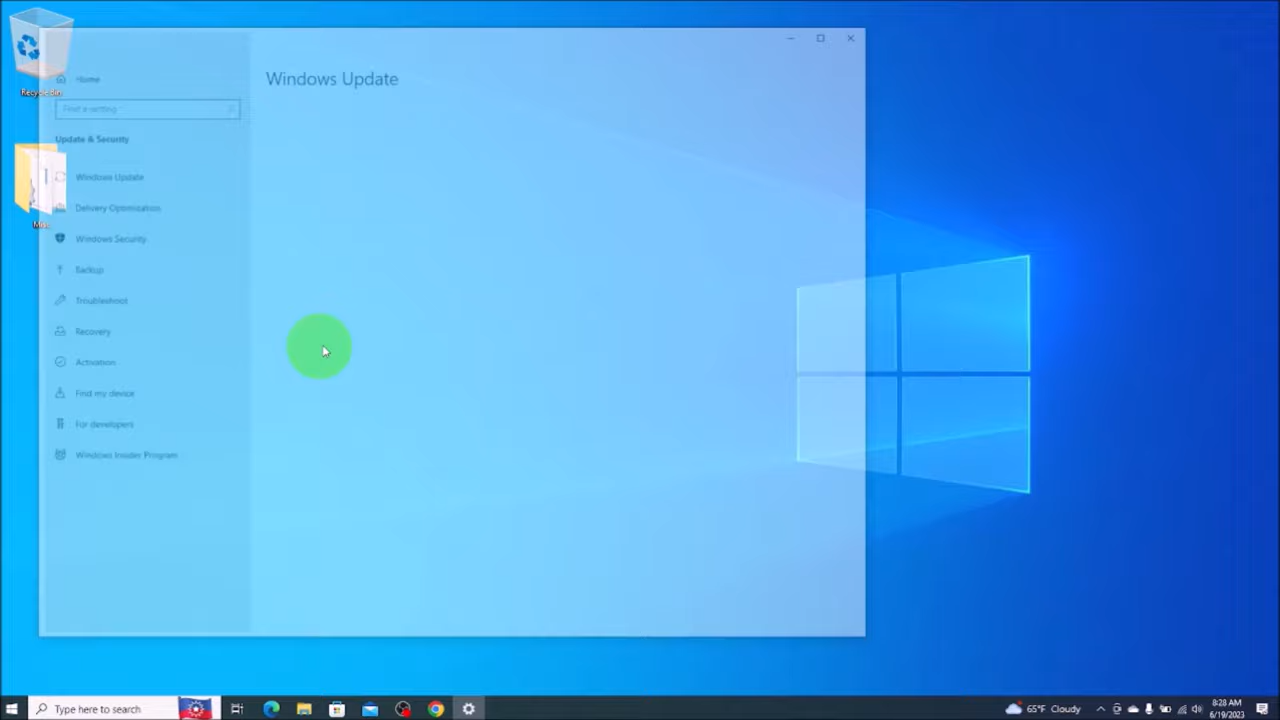 Recycle Bin
Windows Update
Home
Find a setting
Update & Security
Windows Update
Delivery Optimization
Windows Security
Backup
Troubleshoot
Recovery
Activation
Find my device
For developers
Windows Insider Program
Type here to search
65°F Cloudy
8:28 AM
6/19/2023